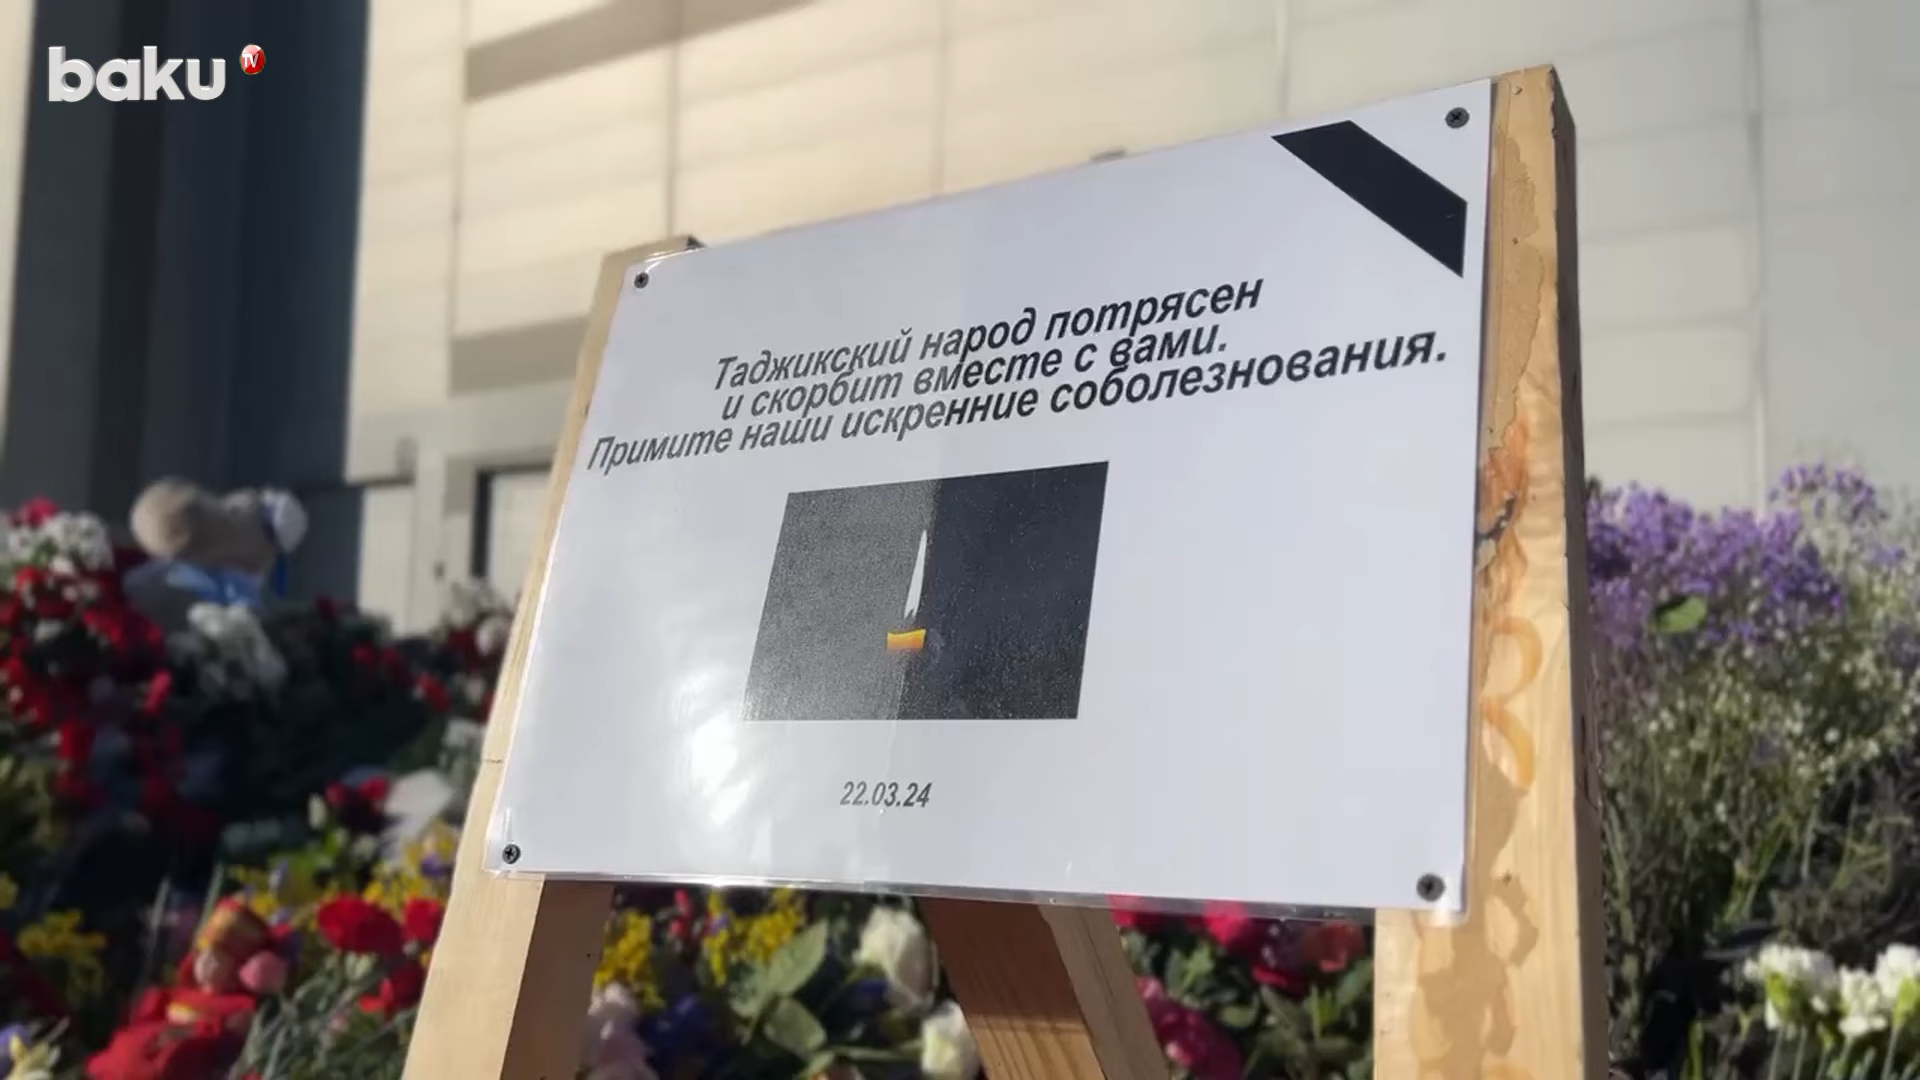 baku TV
Таджикский народ потрясен
и скорбит вместе с вами.
Примите наши искренние соболезнования.
22.03.24